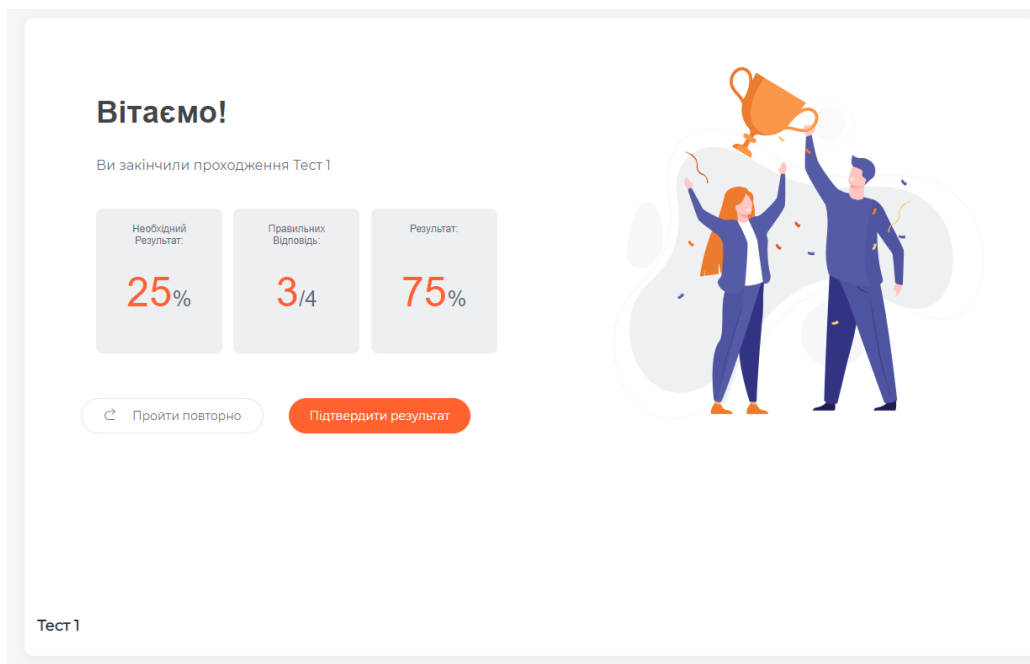 Вітаємо!
Ви закінчили проходження Тест 1
Необхідний
Результат:
25%
Правильних
Відповідь:
3/4
Результат:
75%
Пройти повторно
Підтвердити результат
Тест 1